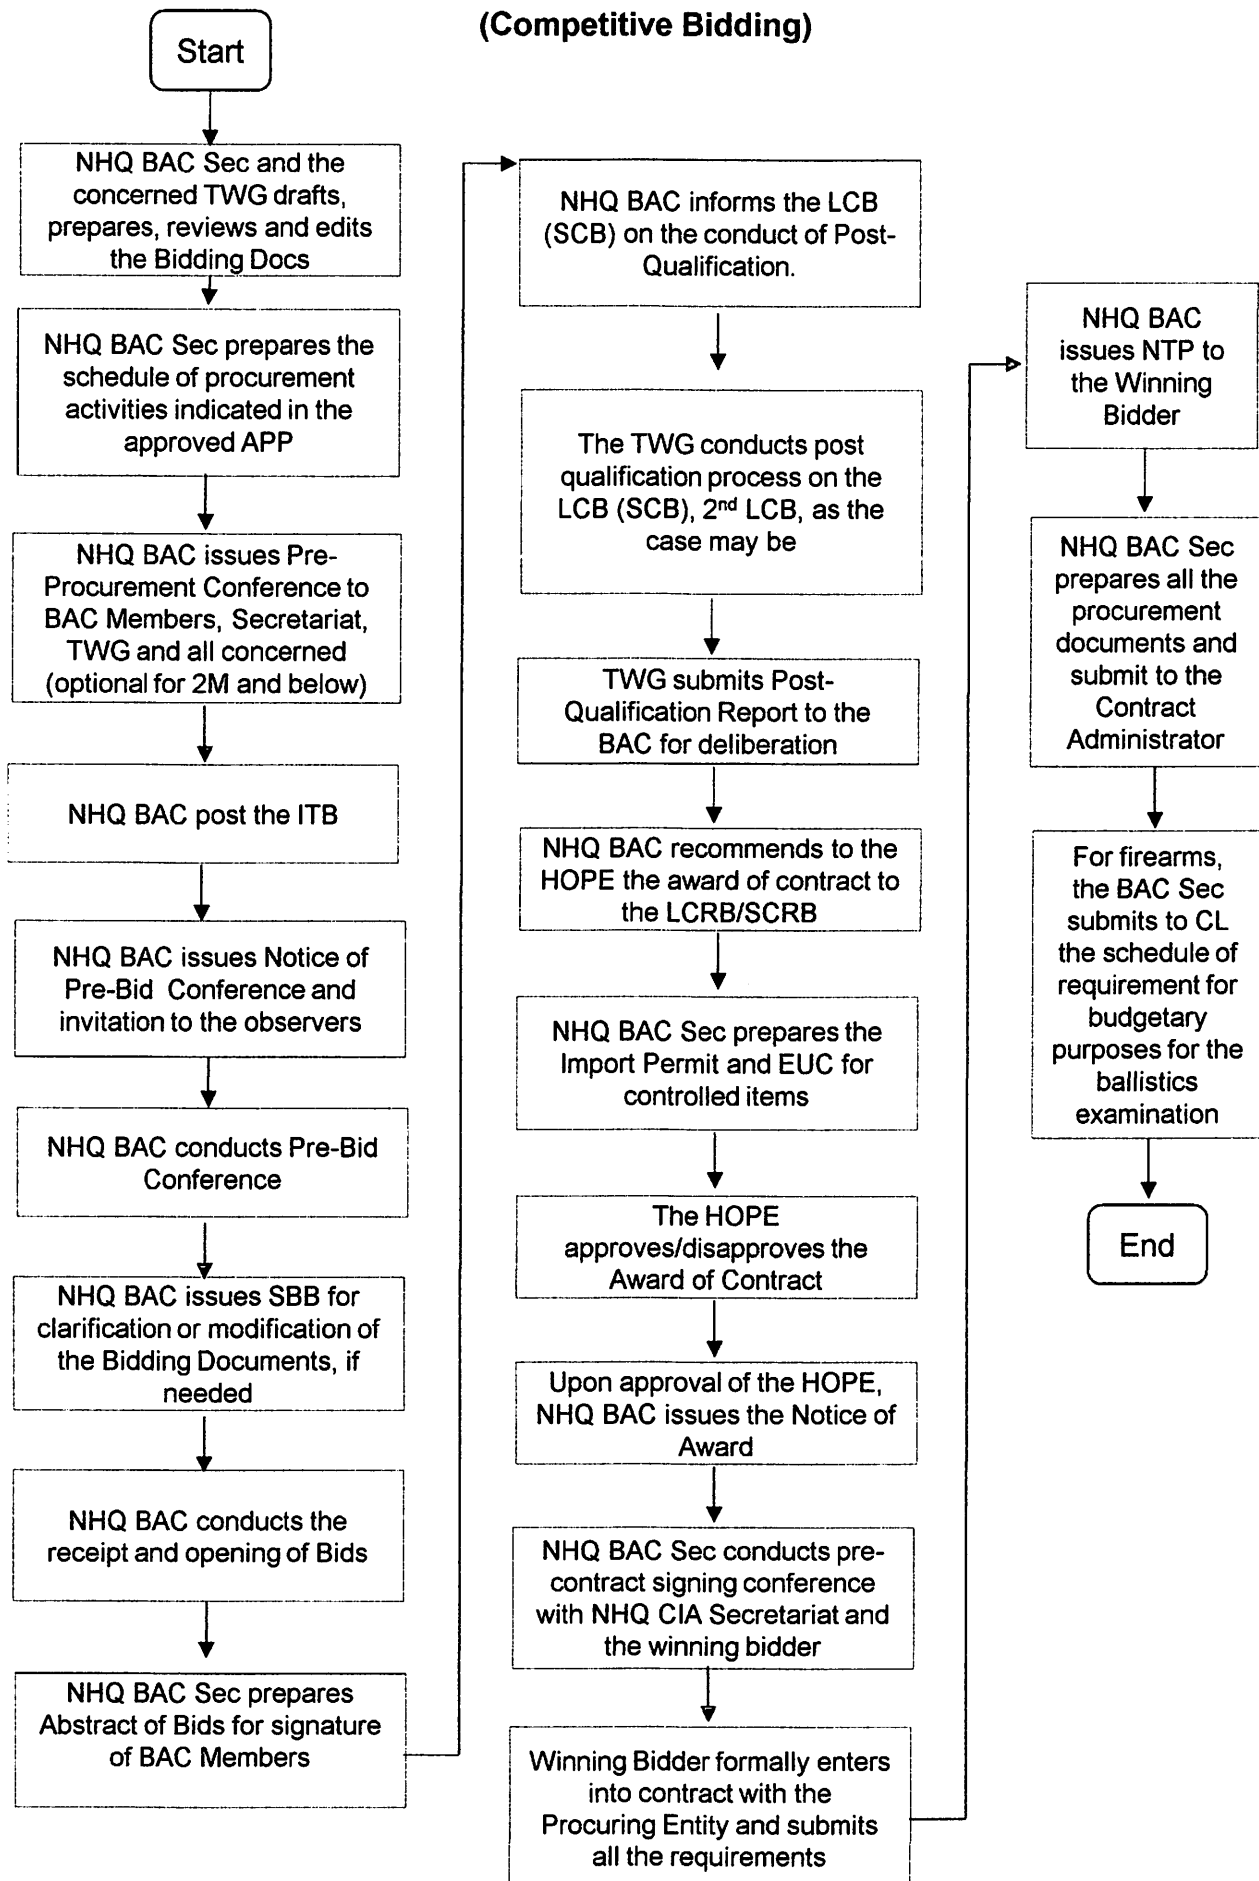 (Competitive Bidding)
Start
NHQ BAC Sec and the
concerned TWG drafts,
prepares, reviews and edits
the Bidding Docs
NHQ BAC Sec prepares the
schedule of procurement
activities indicated in the
approved APP
NHQ BAC issues Pre-
Procurement Conference to
BAC Members, Secretariat,
TWG and all concerned
(optional for 2M and below)
NHQ BAC post the ITB
NHQ BAC issues Notice of
Pre-Bid Conference and
invitation to the observers
NHQ BAC conducts Pre-Bid
Conference
NHQ BAC issues SBB for
clarification or modification of
the Bidding Documents, if
needed
NHQ BAC conducts the
receipt and opening of Bids
NHQ BAC Sec prepares
Abstract of Bids for signature
of BAC Members
NHQ BAC informs the LCB
(SCB) on the conduct of Post-
Qualification.
The TWG conducts post
qualification process on the
LCB (SCB), 2nd LCB, as the
case may be
TWG submits Post-
Qualification Report to the
BAC for deliberation
NHQ BAC recommends to the
HOPE the award of contract to
the LCRB/SCRB
NHQ BAC Sec prepares the
Import Permit and EUC for
controlled items
The HOPE
approves/disapproves the
Award of Contract
Upon approval of the HOPE,
NHQ BAC issues the Notice of
Award
NHQ BAC Sec conducts pre-
contract signing conference
with NHQ CIA Secretariat and
the winning bidder
Winning Bidder formally enters
into contract with the
Procuring Entity and submits
all the requirements
NHQ BAC
issues NTP to
the Winning
Bidder
NHQ BAC Sec
prepares all the
procurement
documents and
submit to the
Contract
Administrator
For firearms,
the BAC Sec
submits to CL
the schedule of
requirement for
budgetary
purposes for the
ballistics
examination
End